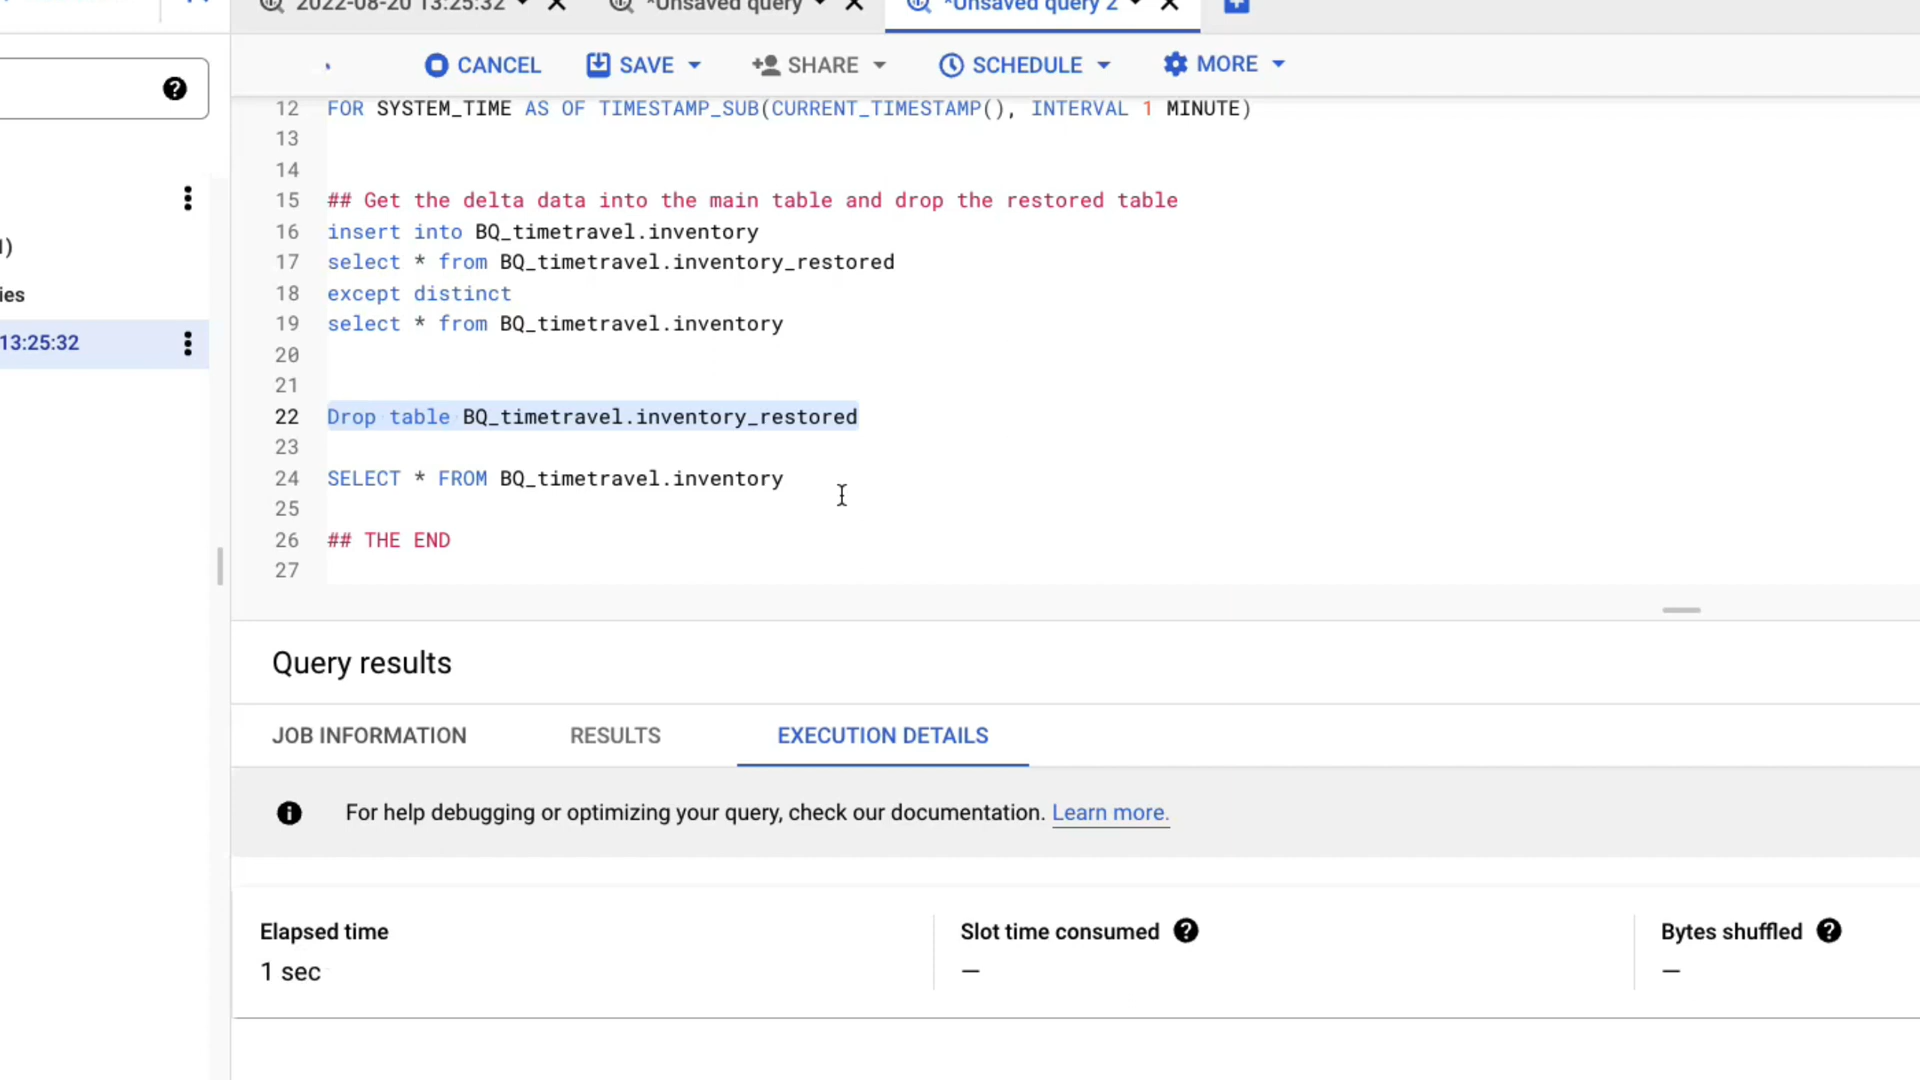 2022-08-20 13:25:32
*Unsaved query
*Unsaved query 2
CANCEL
SAVE
SHARE
SCHEDULE
MORE
12 FOR SYSTEM_TIME AS OF TIMESTAMP_SUB(CURRENT_TIMESTAMP(), INTERVAL 1 MINUTE)
13
14
15 ## Get the delta data into the main table and drop the restored table
16 insert into BQ_timetravel.inventory
17 select * from BQ_timetravel.inventory_restored
18 except distinct
19 select * from BQ_timetravel.inventory
20
21
22 Drop table BQ_timetravel.inventory_restored
23
24 SELECT * FROM BQ_timetravel.inventory
25
26 ## THE END
27
ies
13:25:32
Query results
JOB INFORMATION
RESULTS
EXECUTION DETAILS
For help debugging or optimizing your query, check our documentation. Learn more.
Elapsed time
1 sec
Slot time consumed
—
Bytes shuffled
—